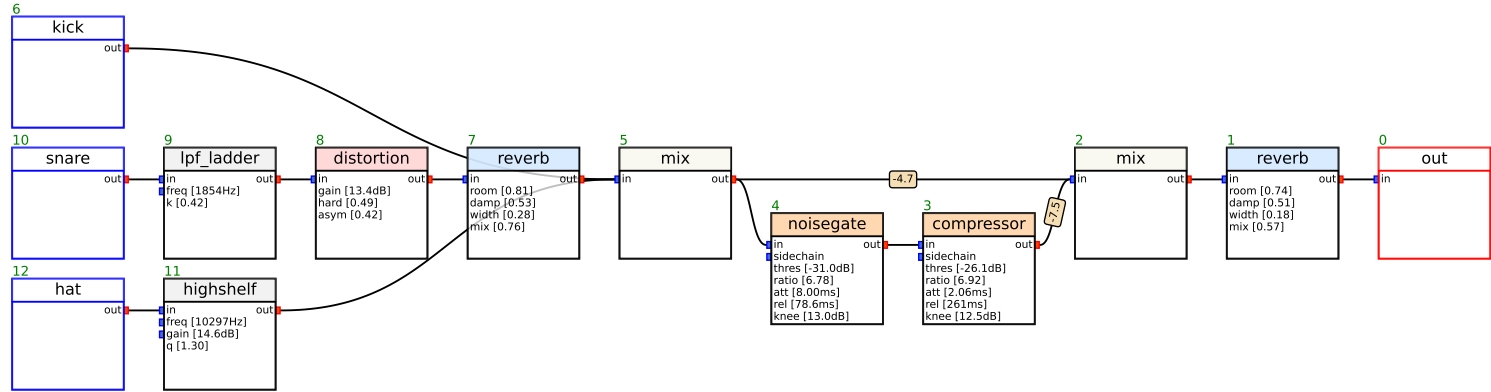 6
kick
out
10
snare
out
9
lpf_ladder
in out
freq [1854Hz]
k [0.42]
8
distortion
in out
gain [13.4dB]
hard [0.49]
asym [0.42]
7
reverb
in out
room [0.81]
damp [0.53]
width [0.28]
mix [0.76]
5
mix
in out
-4.7
2
mix
in out
1
reverb
in out
room [0.74]
damp [0.51]
width [0.18]
mix [0.57]
0
out
in
4
noisegate
in out
sidechain
thres [-31.0dB]
ratio [6.78]
att [8.00ms]
rel [78.6ms]
knee [13.0dB]
3
compressor
in out
sidechain
thres [-26.1dB]
ratio [6.92]
att [2.06ms]
rel [261ms]
knee [12.5dB]
-7.5
12
hat
out
11
highshelf
in out
freq [10297Hz]
gain [14.6dB]
q [1.30]